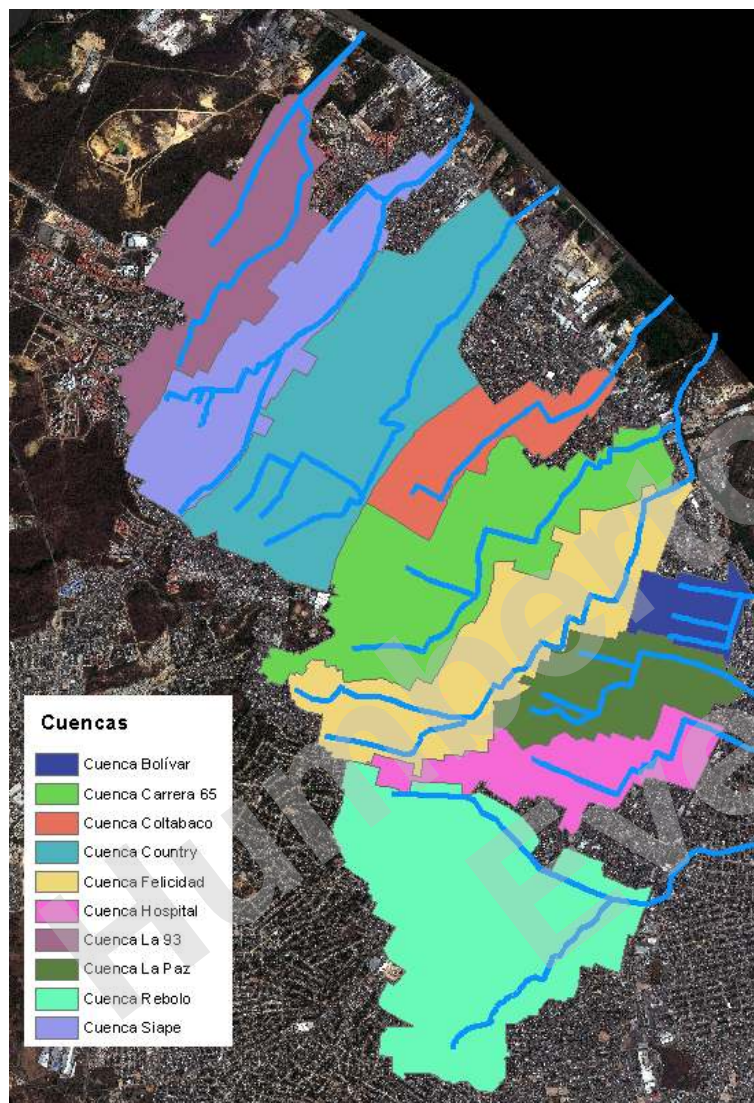 Cuencas
Cuenca Bolívar
Cuenca Carrera 65
Cuenca Coltabaco
Cuenca Country
Cuenca Felicidad
Cuenca Hospital
Cuenca La 93
Cuenca La Paz
Cuenca Rebolo
Cuenca Siape